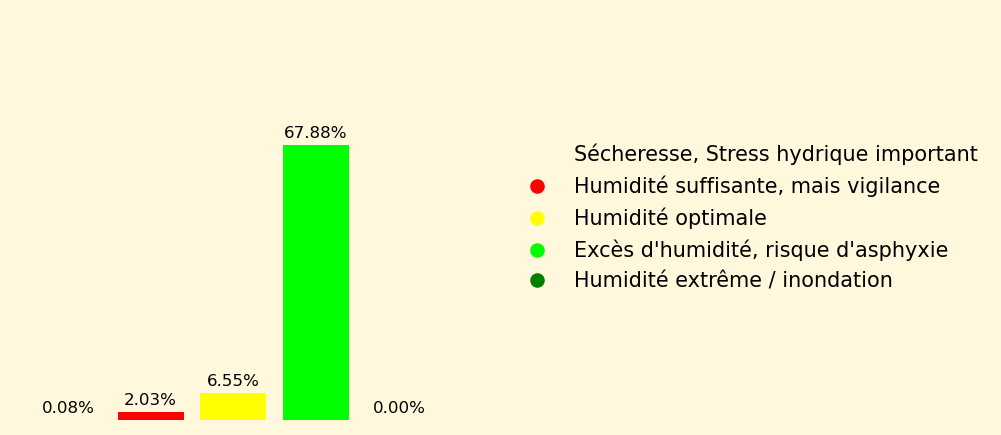 67.88%
6.55%
2.03%
0.08%
0.00%
Sécheresse, Stress hydrique important
Humidité suffisante, mais vigilance
Humidité optimale
Excès d'humidité, risque d'asphyxie
Humidité extrême / inondation